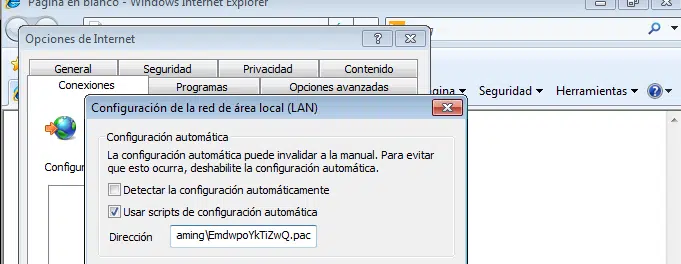 Página en blanco - Windows Internet Explorer
Opciones de Internet
General Seguridad Privacidad Contenido
Conexiones Programas Opciones avanzadas
Seguridad Herramientas
Configuración de la red de área local (LAN)
Configuración automática
La configuración automática puede invalidar a la manual. Para evitar
que esto ocurra, deshabilite la configuración automática.
Detectar la configuración automáticamente
Usar scripts de configuración automática
Dirección aming\EmdwpoYkTiZwQ.pac